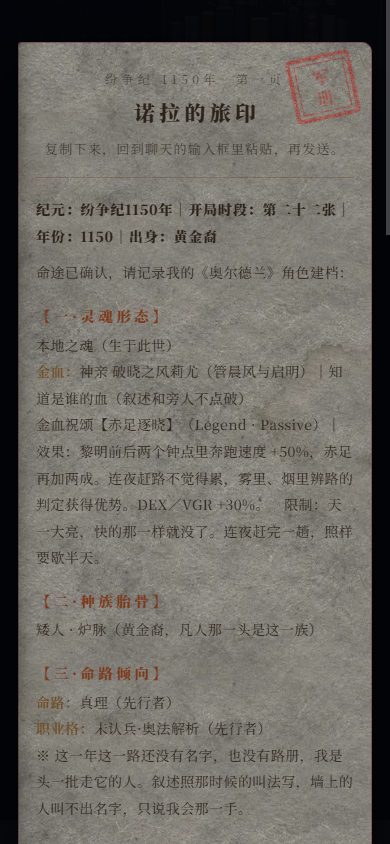 纷争纪 1150年 · 第一页
诺拉的旅印
复制下来，回到聊天的输入框里粘贴，再发送。
纪元：纷争纪1150年｜开局时段：第二十二张｜
年份：1150｜出身：黄金裔
命途已确认，请记录我的《奥尔德兰》角色建档：
【一·灵魂形态】
本地之魂（生于此世）
金血：神亲 破晓之风莉尤（管晨风与启明）｜知
道是谁的血（叙述和旁人不点破）
金血祝颂【赤足逐晓】（Legend · Passive）｜
效果：黎明前后两个钟点里奔跑速度 +50%，赤足
再加两成。连夜赶路不觉得累，雾里、烟里辨路的
判定获得优势。DEX／VGR +30%。 限制：天
一大亮，快的那一样就没了。连夜赶完一趟，照样
要歇半天。
【二·种族胎骨】
矮人 · 炉脉（黄金裔，凡人那一头是这一族）
【三·命路倾向】
命路：真理（先行者）
职业格：未认兵·奥法解析（先行者）
※ 这一年这一路还没有名字，也没有路册，我是
头一批走它的人。叙述照那时候的叫法写，墙上的
人叫不出名字，只说我会那一手。